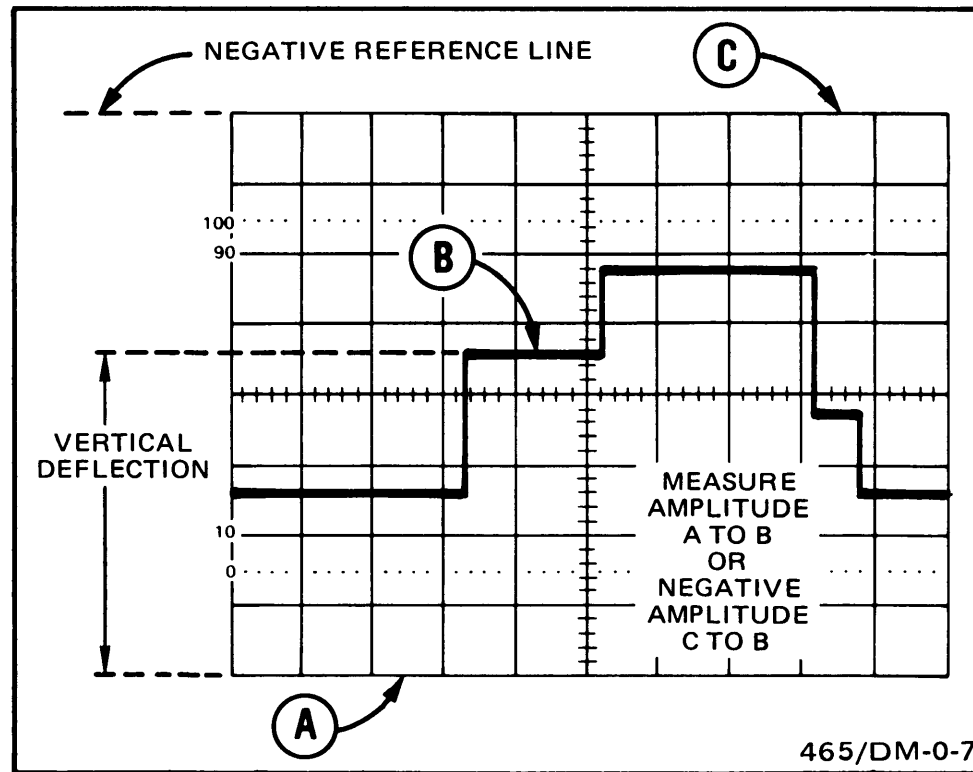 NEGATIVE REFERENCE LINE
C
100
90
B
VERTICAL
DEFLECTION
MEASURE
AMPLITUDE
A TO B
OR
NEGATIVE
AMPLITUDE
C TO B
10
0
A
465/DM-0-7